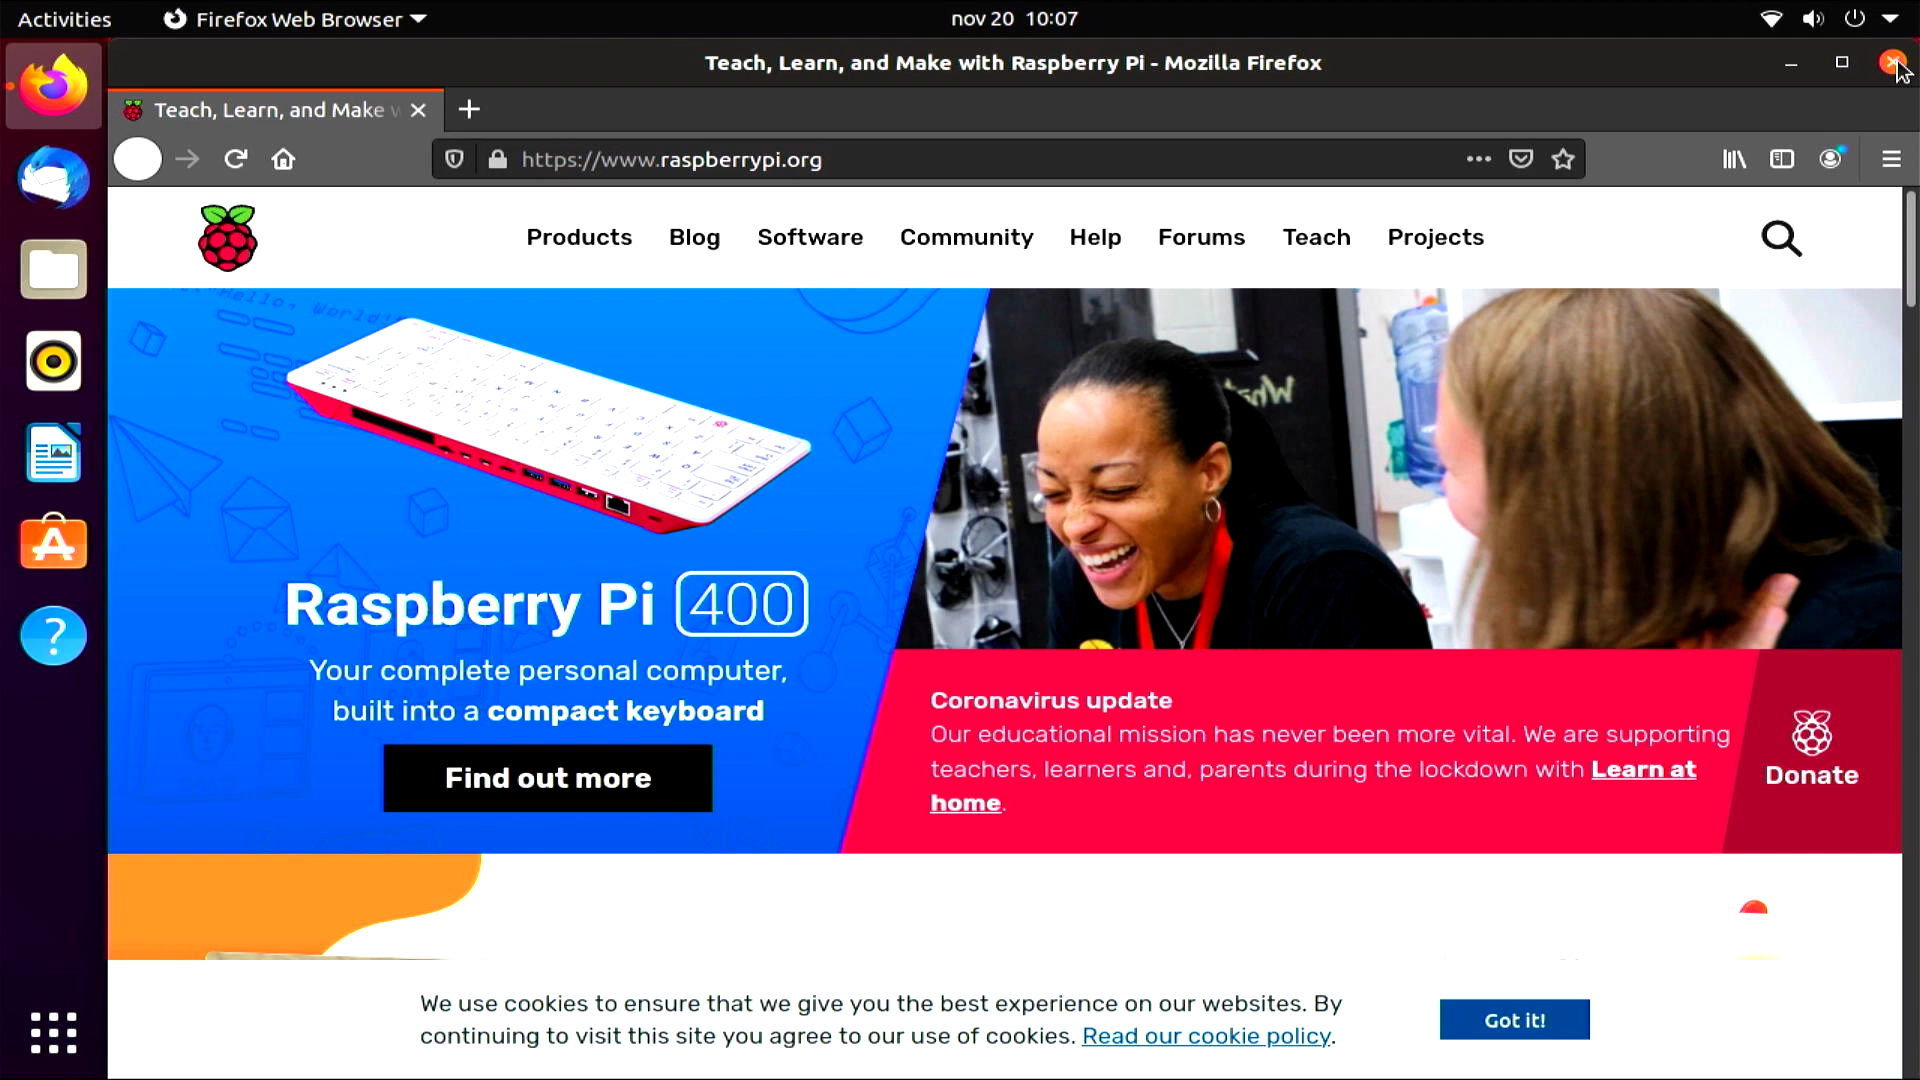 Activities
Firefox Web Browser
nov 20 10:07
Teach, Learn, and Make with Raspberry Pi - Mozilla Firefox
Teach, Learn, and Make
https://www.raspberrypi.org
Products Blog Software Community Help Forums Teach Projects
"Hello, World!"
Raspberry Pi 400
Your complete personal computer,
built into a compact keyboard
Find out more
Coronavirus update
Our educational mission has never been more vital. We are supporting
teachers, learners and, parents during the lockdown with Learn at
home.
Donate
We use cookies to ensure that we give you the best experience on our websites. By
continuing to visit this site you agree to our use of cookies. Read our cookie policy.
Got it!